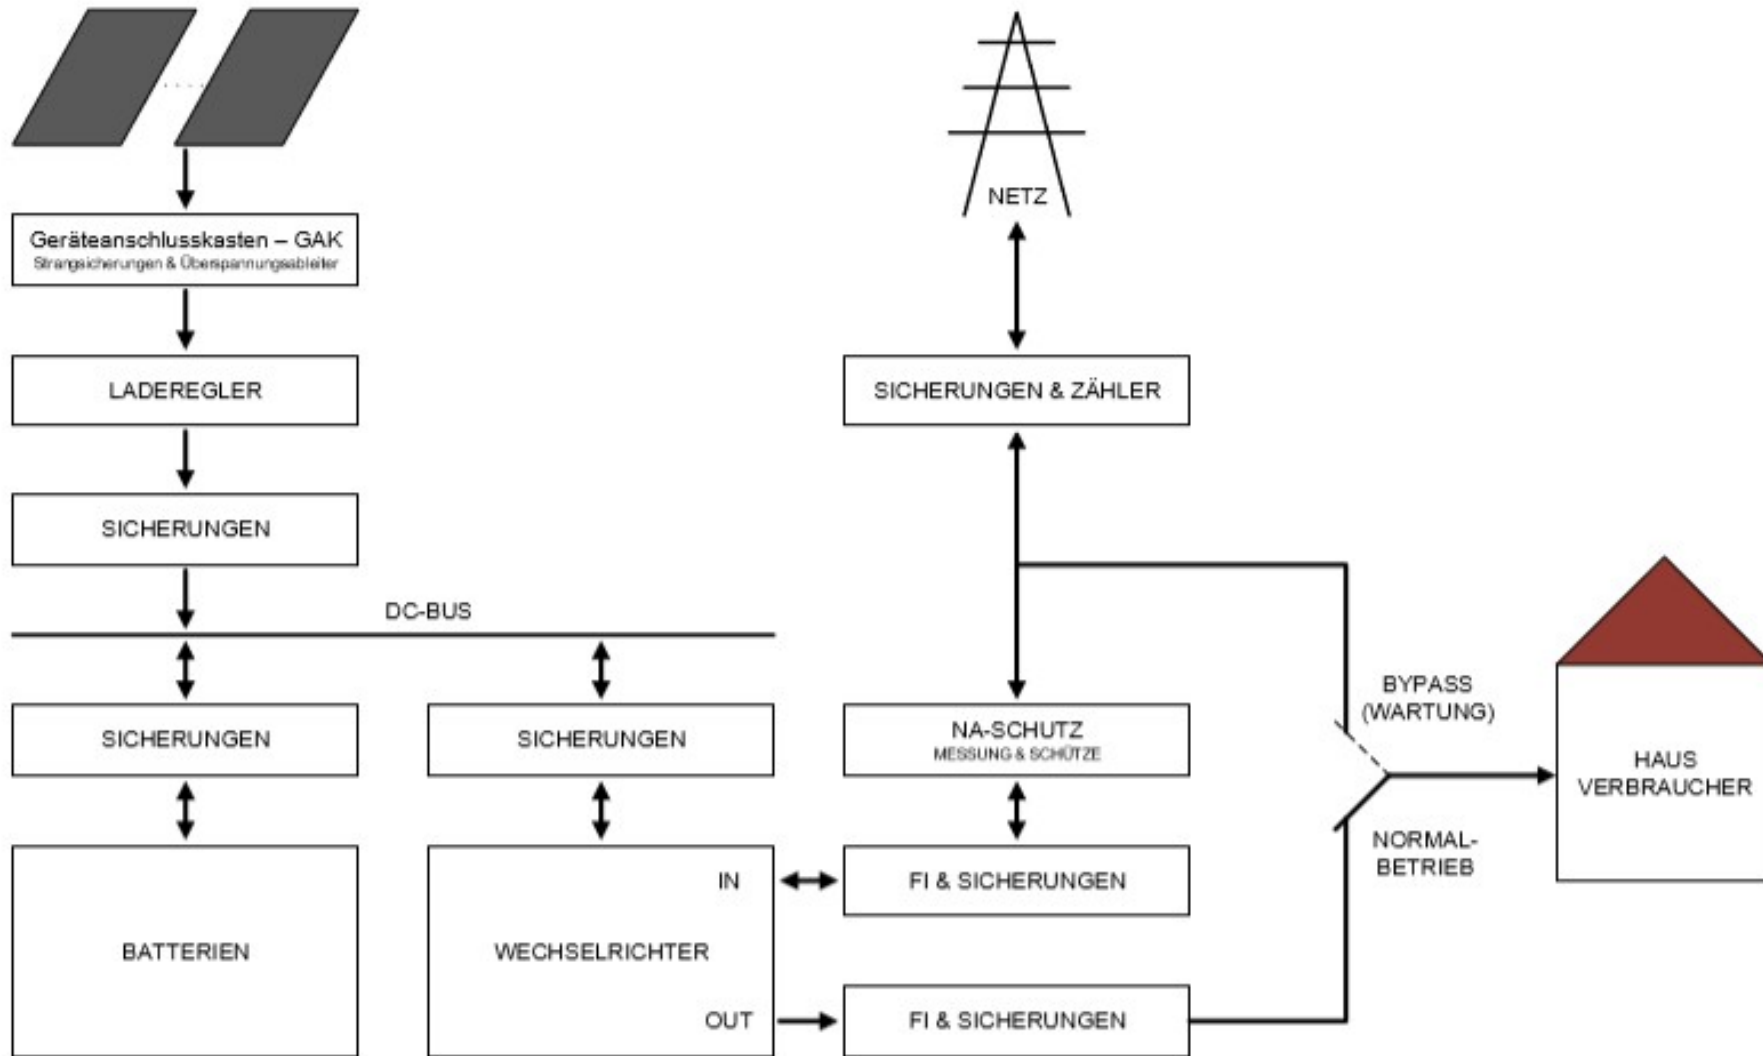 NETZ
Geräteanschlusskasten – GAK
Strangsicherungen & Überspannungsableiter
LADEREGLER
SICHERUNGEN & ZÄHLER
SICHERUNGEN
DC-BUS
SICHERUNGEN
SICHERUNGEN
NA-SCHUTZ
MESSUNG & SCHÜTZE
BYPASS
(WARTUNG)
HAUS
VERBRAUCHER
NORMAL-
BETRIEB
IN
FI & SICHERUNGEN
BATTERIEN
WECHSELRICHTER
OUT
FI & SICHERUNGEN